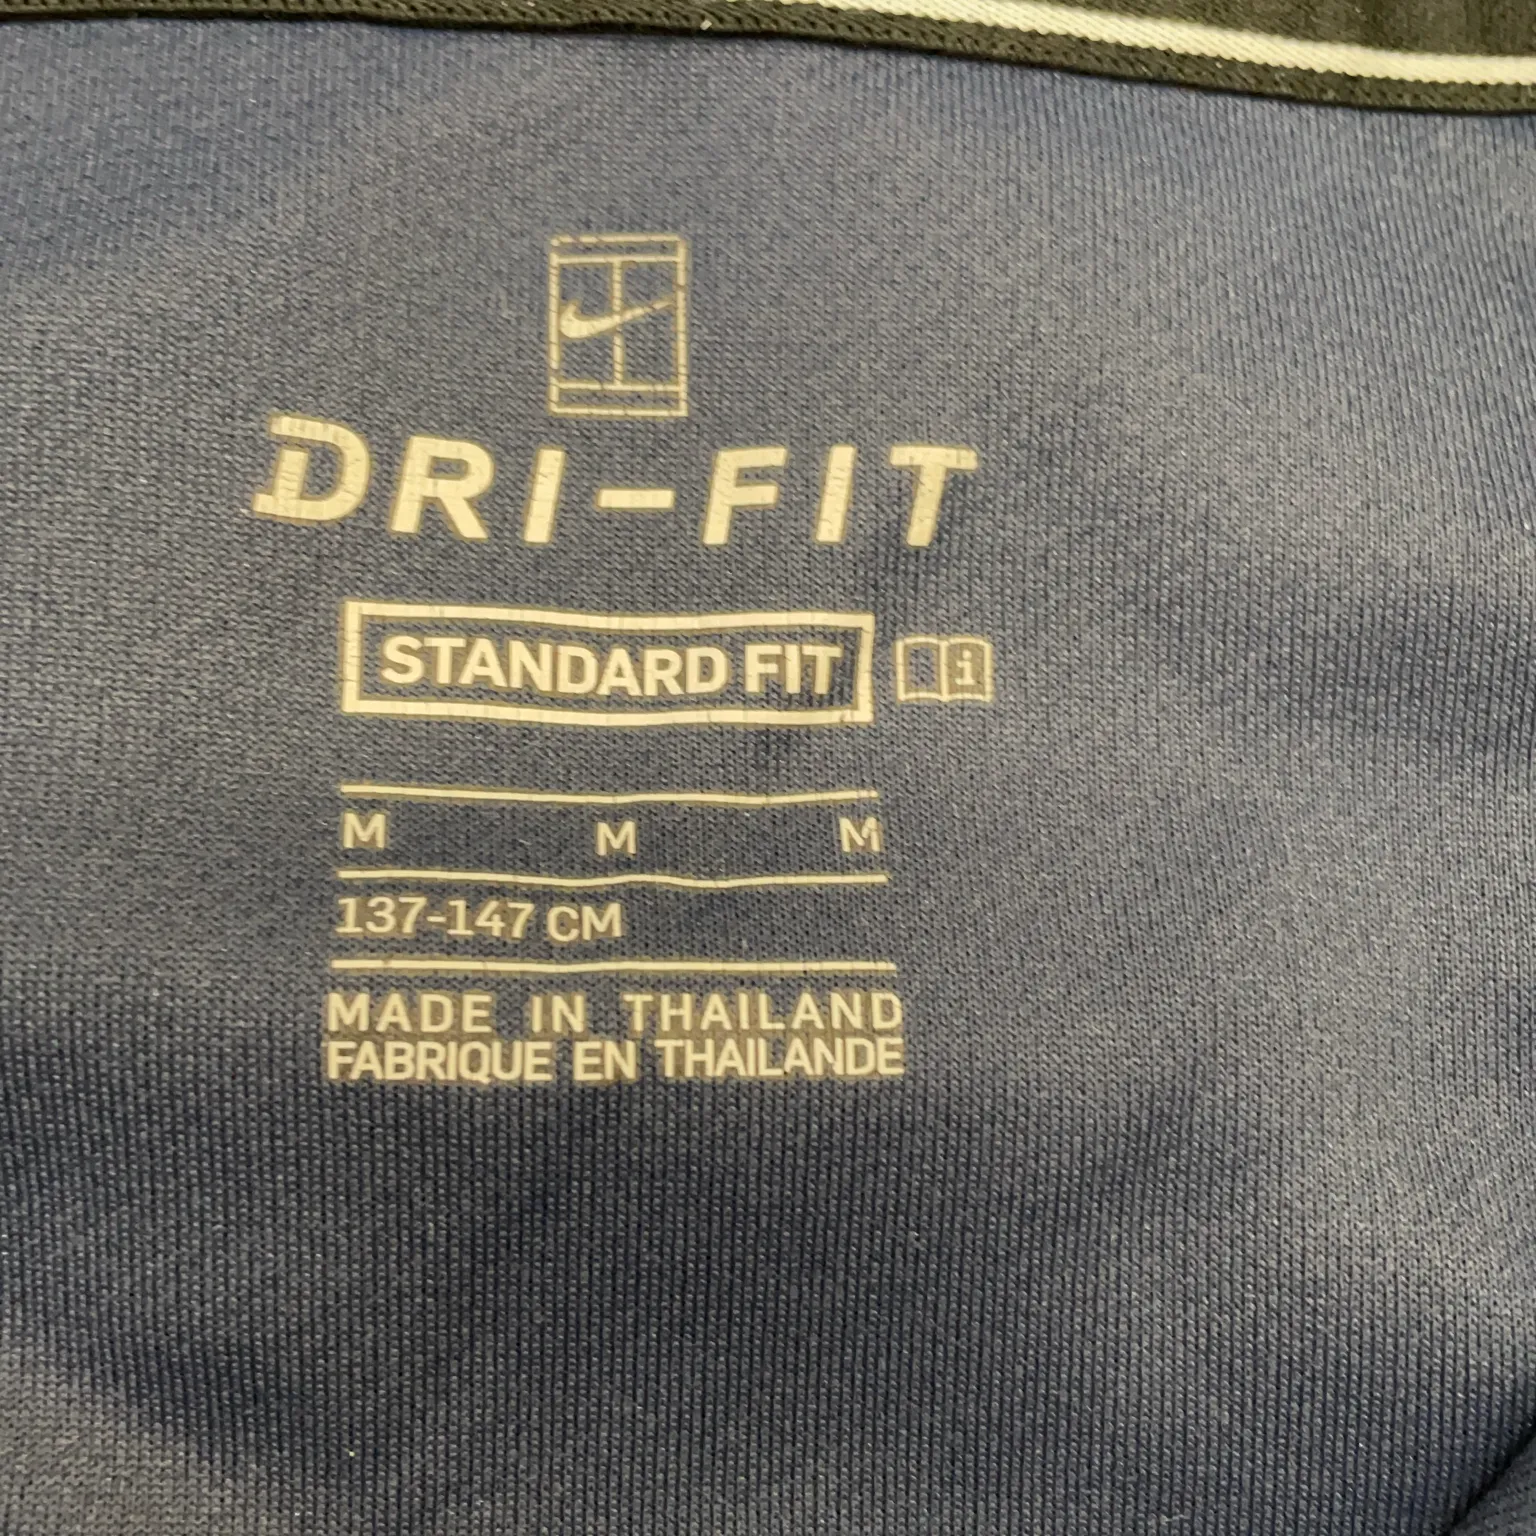 DRI-FIT
STANDARD FIT i
M M M
137-147 CM
MADE IN THAILAND
FABRIQUE EN THAILANDE